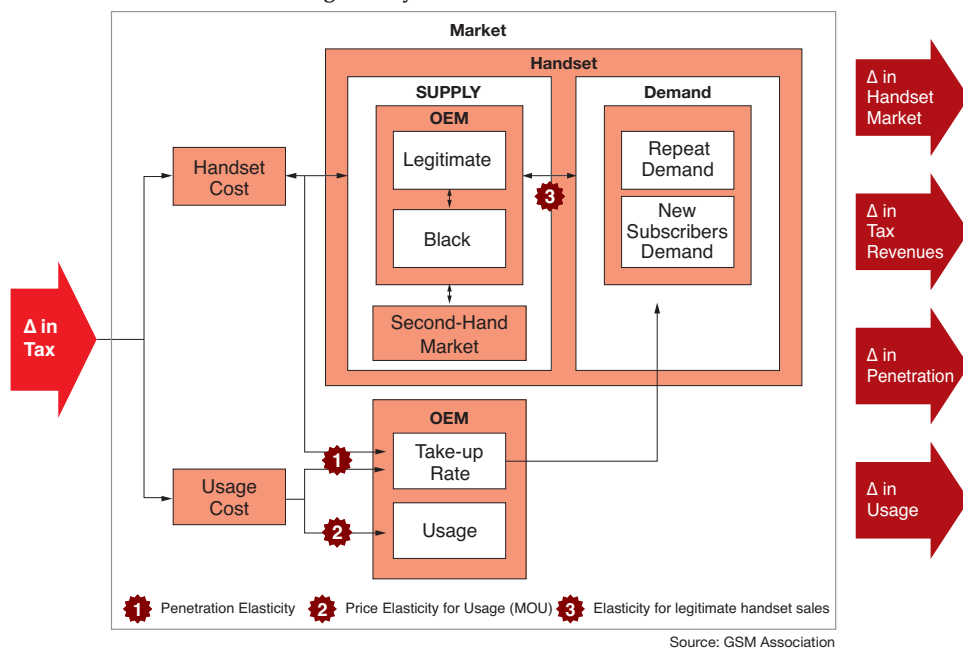 Market
Handset
SUPPLY
OEM
Legitimate
Black
Second-Hand
Market
Demand
Repeat
Demand
New
Subscribers
Demand
3
Handset
Cost
Δ in
Tax
Usage
Cost
1
2
OEM
Take-up
Rate
Usage
Δ in
Handset
Market
Δ in
Tax
Revenues
Δ in
Penetration
Δ in
Usage
1 Penetration Elasticity
2 Price Elasticity for Usage (MOU)
3 Elasticity for legitimate handset sales
Source: GSM Association